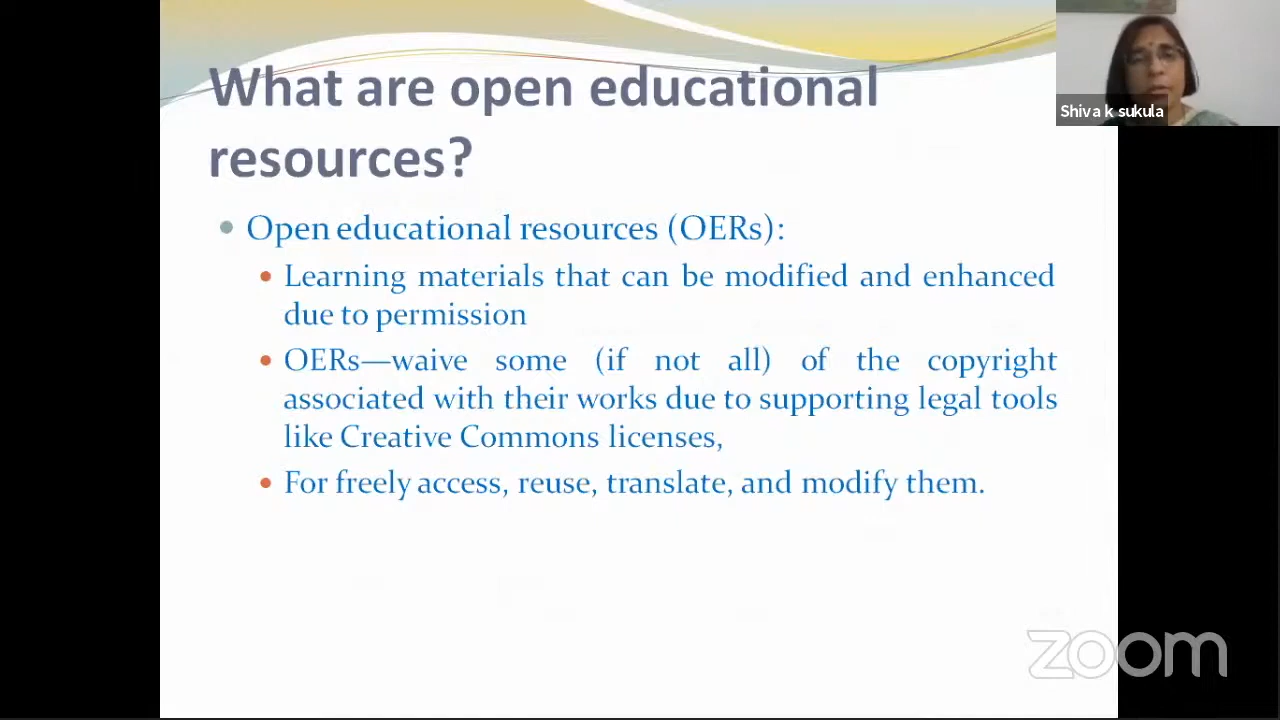 What are open educational
resources?
Open educational resources (OERs):
Learning materials that can be modified and enhanced
due to permission
OERs—waive some (if not all) of the copyright
associated with their works due to supporting legal tools
like Creative Commons licenses,
For freely access, reuse, translate, and modify them.
Shiva k sukula
zoom